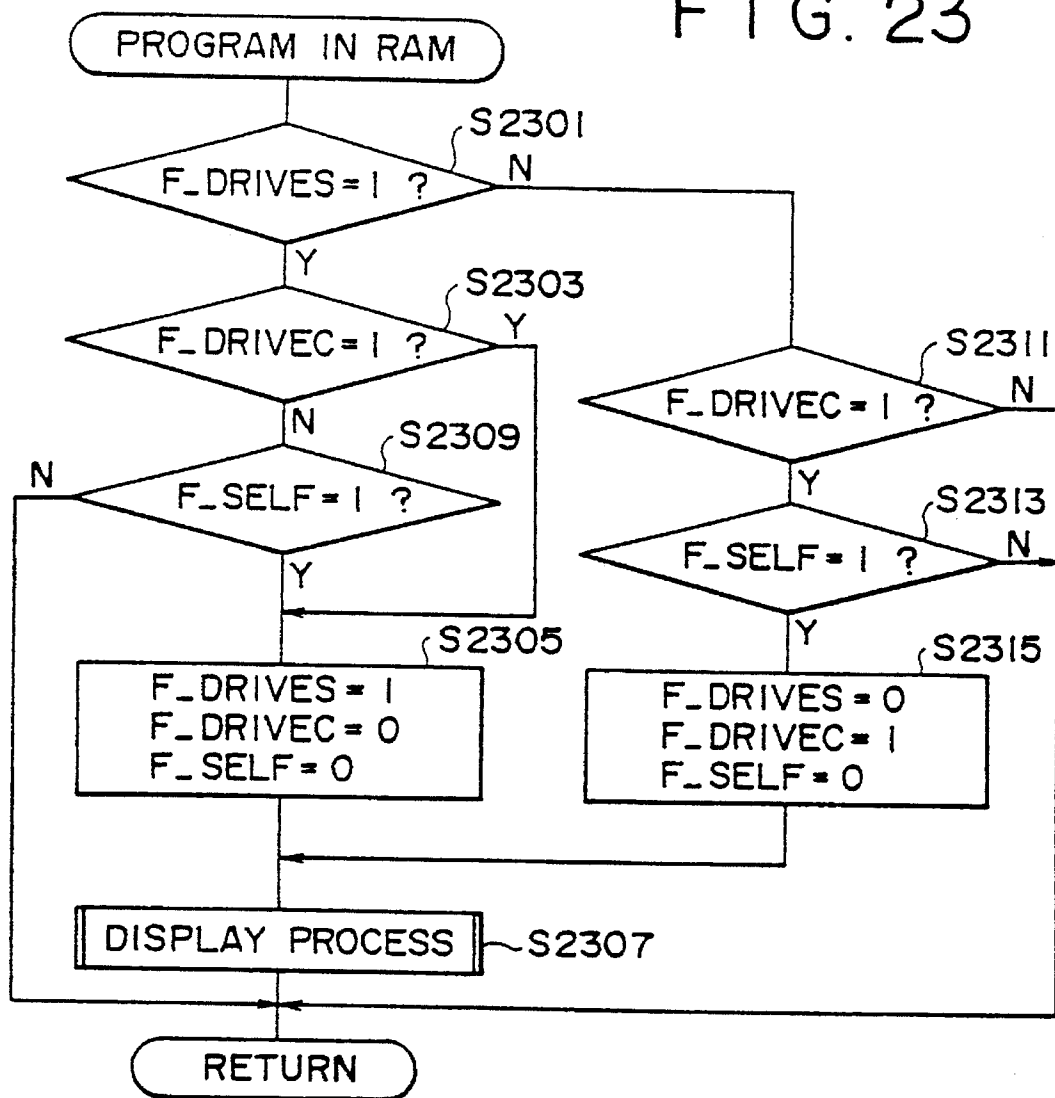 FIG. 23
PROGRAM IN RAM
S2301
F_DRIVES=1 ?
N
Y
S2303
F_DRIVEC=1 ?
Y
N
S2309
F_SELF=1 ?
N
Y
S2305
F_DRIVES=1
F_DRIVEC=0
F_SELF=0
S2311
F_DRIVEC=1 ?
N
Y
S2313
F_SELF=1 ?
N
Y
S2315
F_DRIVES=0
F_DRIVEC=1
F_SELF=0
DISPLAY PROCESS
S2307
RETURN